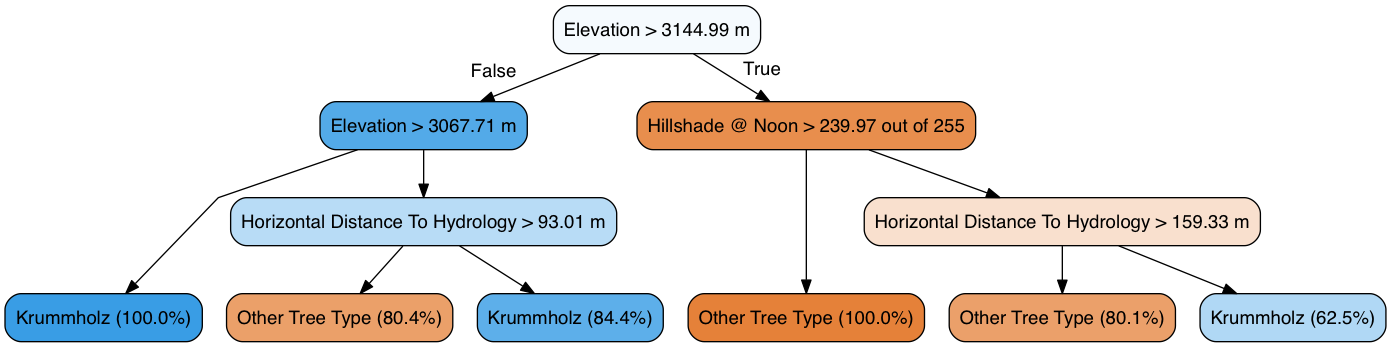 Elevation > 3144.99 m
False
True
Elevation > 3067.71 m
Hillshade @ Noon > 239.97 out of 255
Horizontal Distance To Hydrology > 93.01 m
Horizontal Distance To Hydrology > 159.33 m
Krummholz (100.0%)
Other Tree Type (80.4%)
Krummholz (84.4%)
Other Tree Type (100.0%)
Other Tree Type (80.1%)
Krummholz (62.5%)